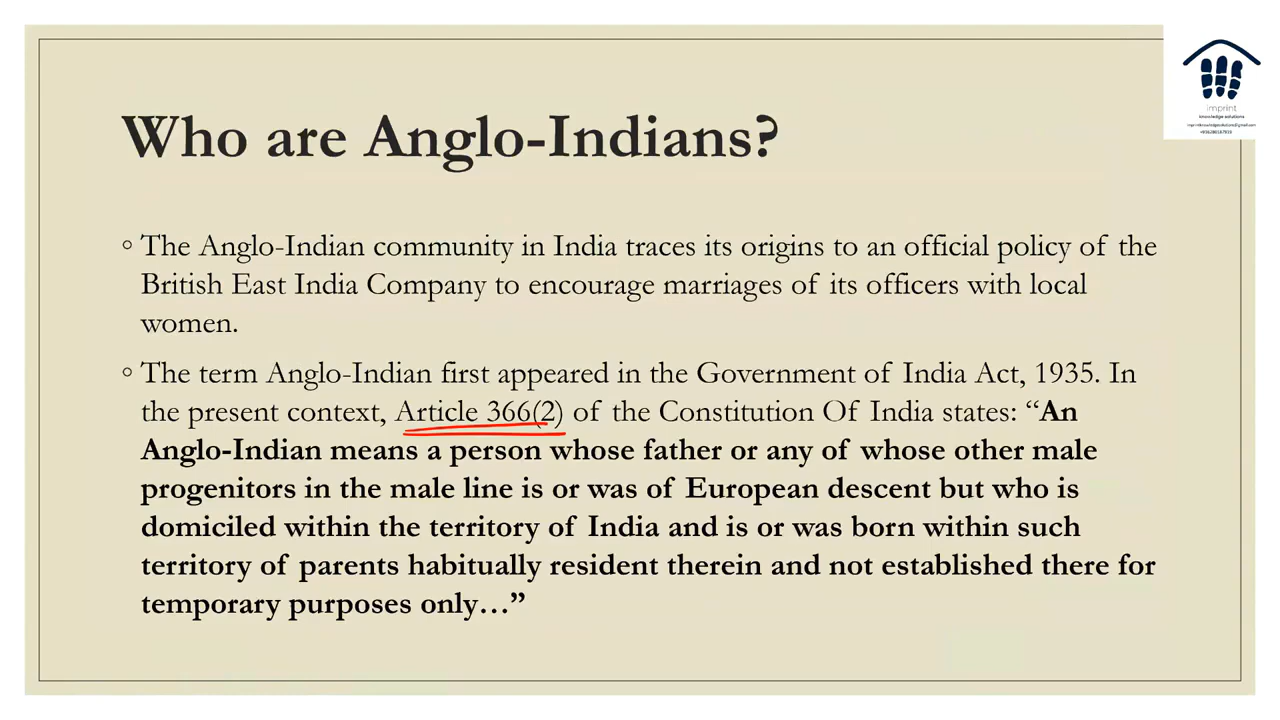 Who are Anglo-Indians?
imprint
knowledge solutions
◦ The Anglo-Indian community in India traces its origins to an official policy of the
British East India Company to encourage marriages of its officers with local
women.
◦ The term Anglo-Indian first appeared in the Government of India Act, 1935. In
the present context, Article 366(2) of the Constitution Of India states: “An
Anglo-Indian means a person whose father or any of whose other male
progenitors in the male line is or was of European descent but who is
domiciled within the territory of India and is or was born within such
territory of parents habitually resident therein and not established there for
temporary purposes only…”